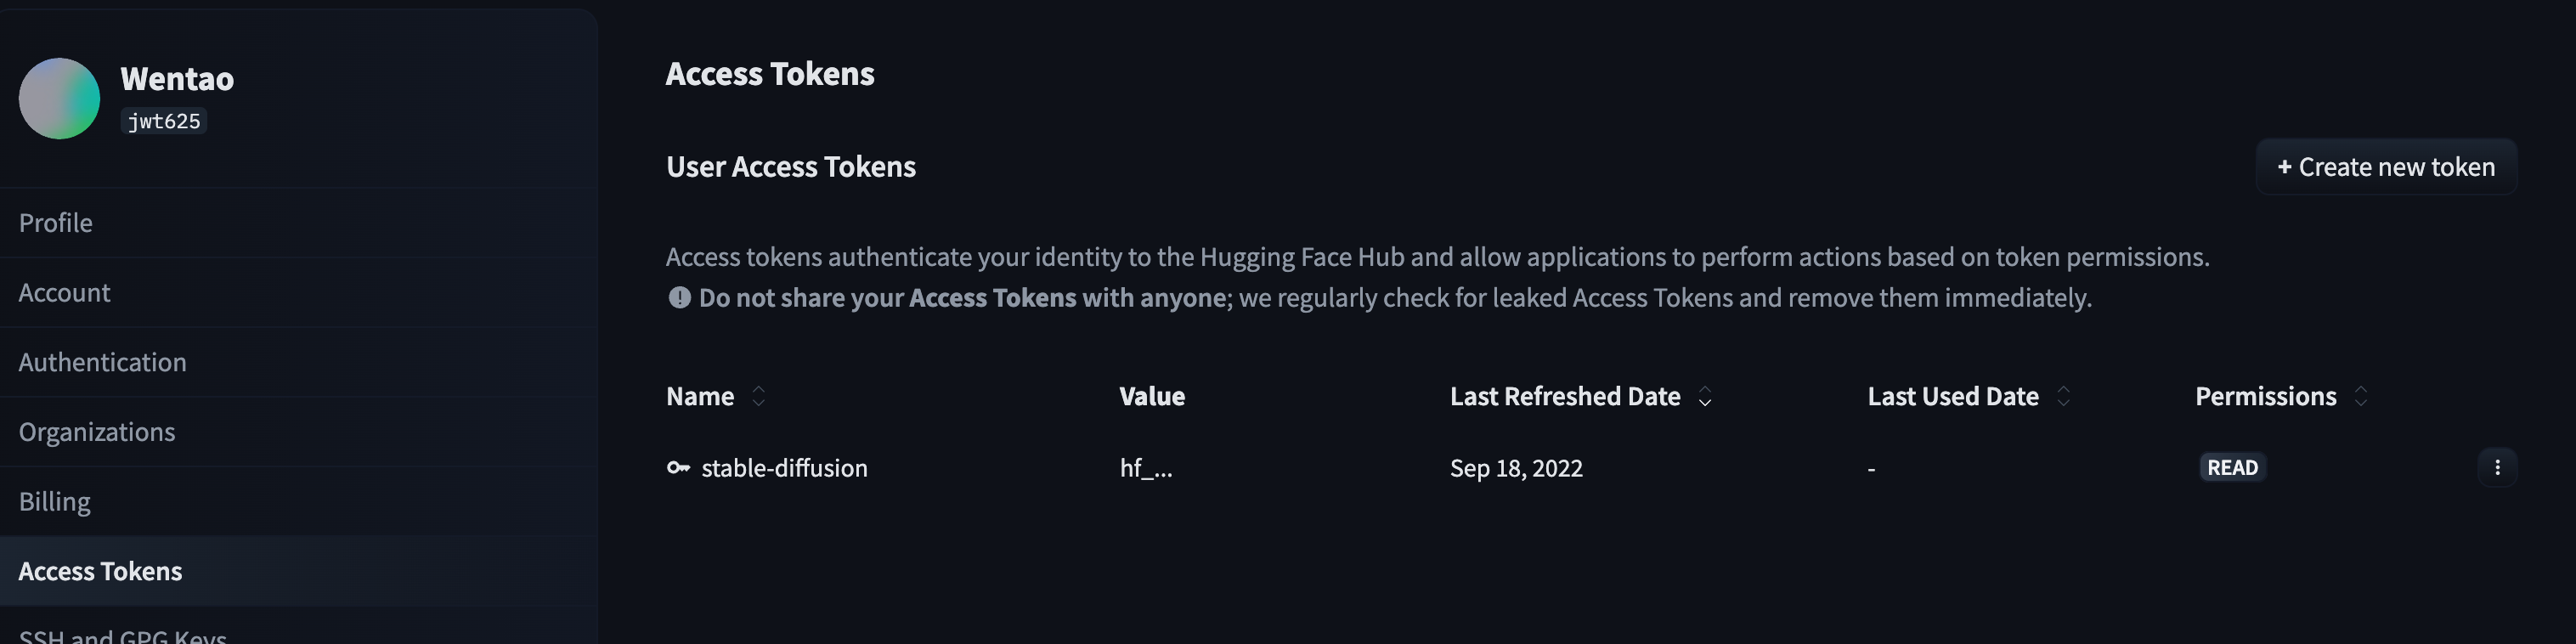 Wentao
jwt625
Profile
Account
Authentication
Organizations
Billing
Access Tokens
SSH and GPG Keys
Access Tokens
User Access Tokens
+ Create new token
Access tokens authenticate your identity to the Hugging Face Hub and allow applications to perform actions based on token permissions.
Do not share your Access Tokens with anyone; we regularly check for leaked Access Tokens and remove them immediately.
Name Value Last Refreshed Date Last Used Date Permissions
stable-diffusion hf_... Sep 18, 2022 - READ